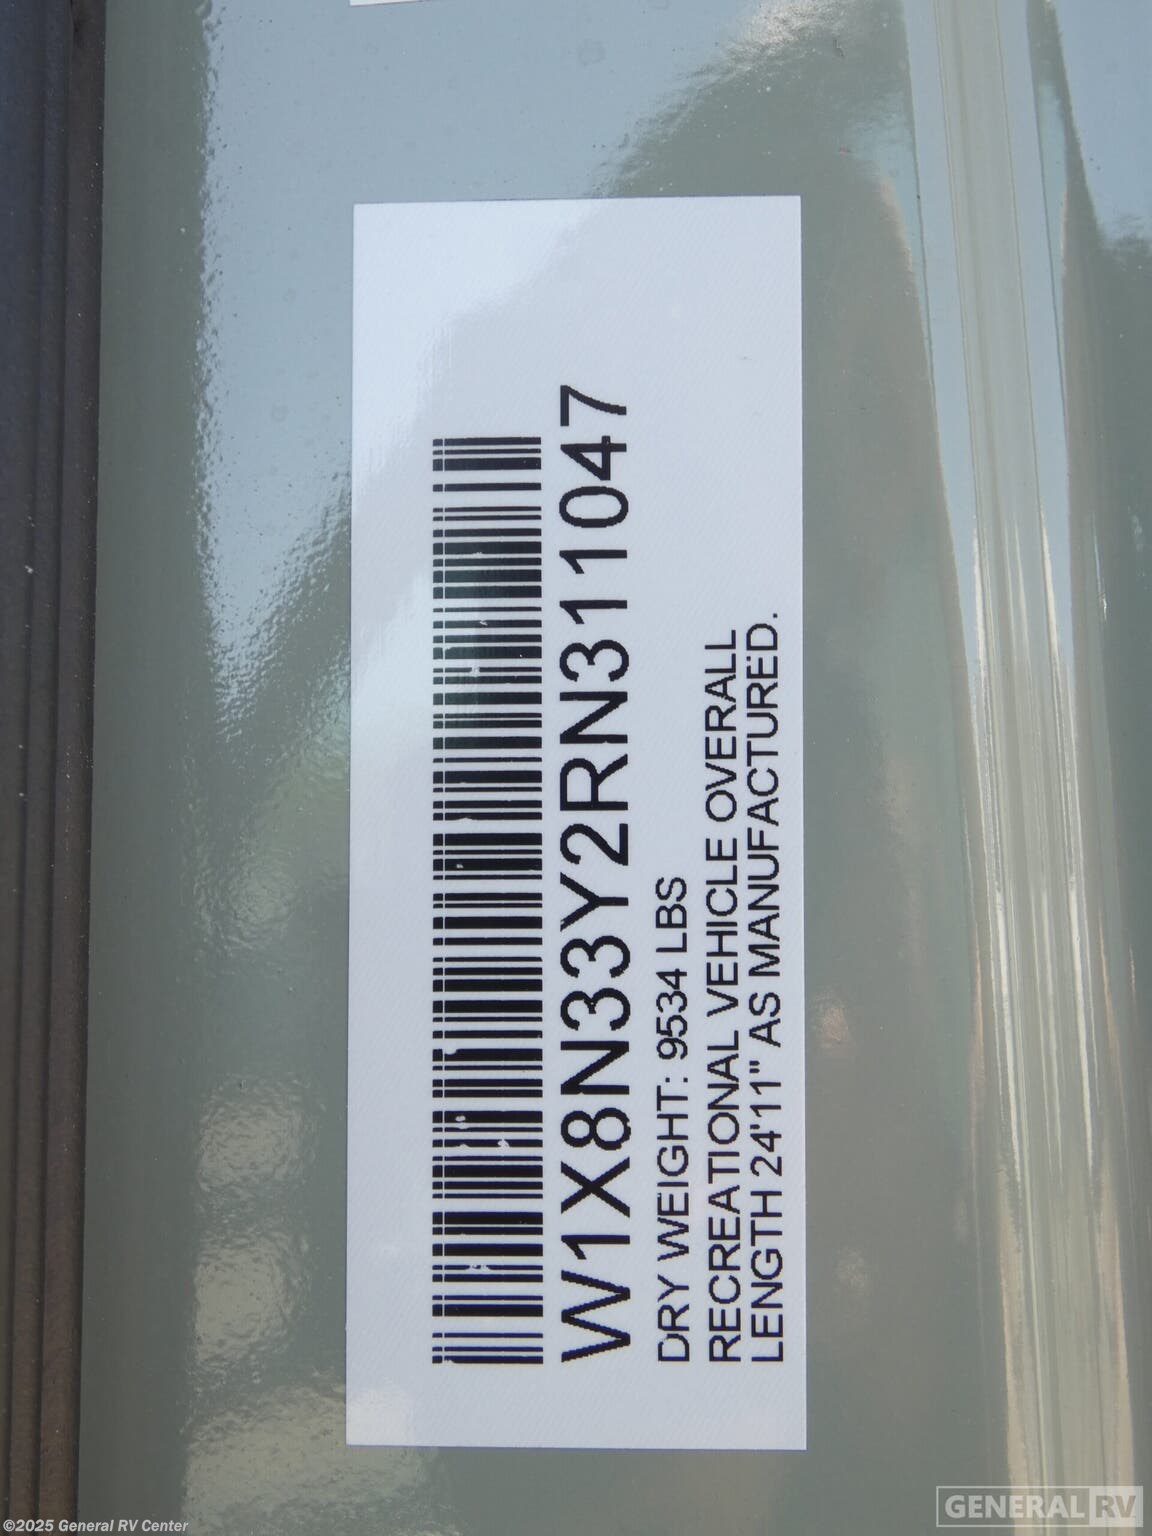 W1X8N33Y2RN311047
DRY WEIGHT: 9534 LBS
RECREATIONAL VEHICLE OVERALL
LENGTH 24'11" AS MANUFACTURED.
GENERAL RV
©2025 General RV Center